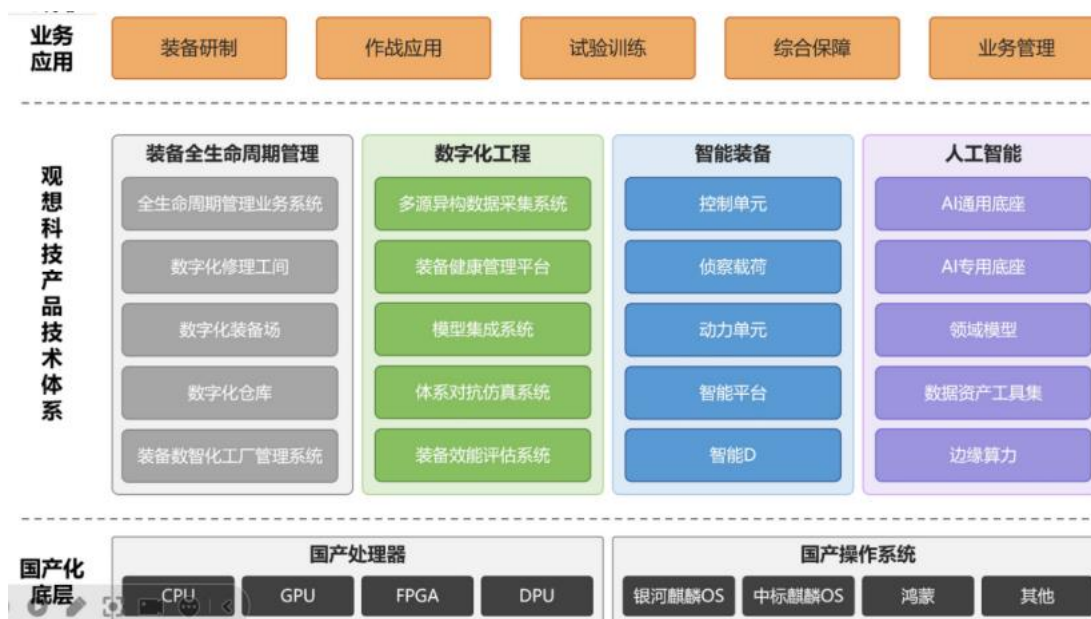 业务
应用
装备研制
作战应用
试验训练
综合保障
业务管理
观想科技产品技术体系
装备全生命周期管理
全生命周期管理业务系统
数字化修理工间
数字化装备场
数字化仓库
装备数智化工厂管理系统
数字化工程
多源异构数据采集系统
装备健康管理平台
模型集成系统
体系对抗仿真系统
装备效能评估系统
智能装备
控制单元
侦察载荷
动力单元
智能平台
智能D
人工智能
AI通用底座
AI专用底座
领域模型
数据资产工具集
边缘算力
国产化
底层
国产处理器
CPU
GPU
FPGA
DPU
国产操作系统
银河麒麟OS
中标麒麟OS
鸿蒙
其他